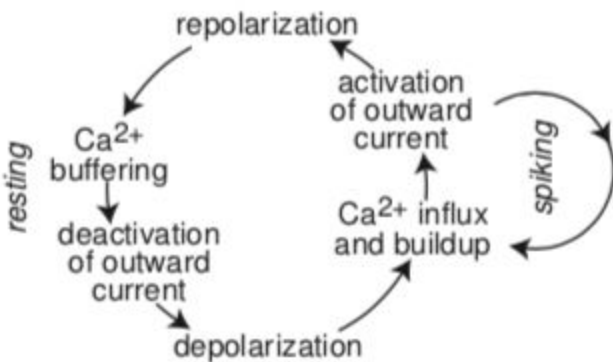 repolarization
activation
of outward
current
spiking
Ca²⁺ influx
and buildup
resting
Ca²⁺
buffering
deactivation
of outward
current
depolarization